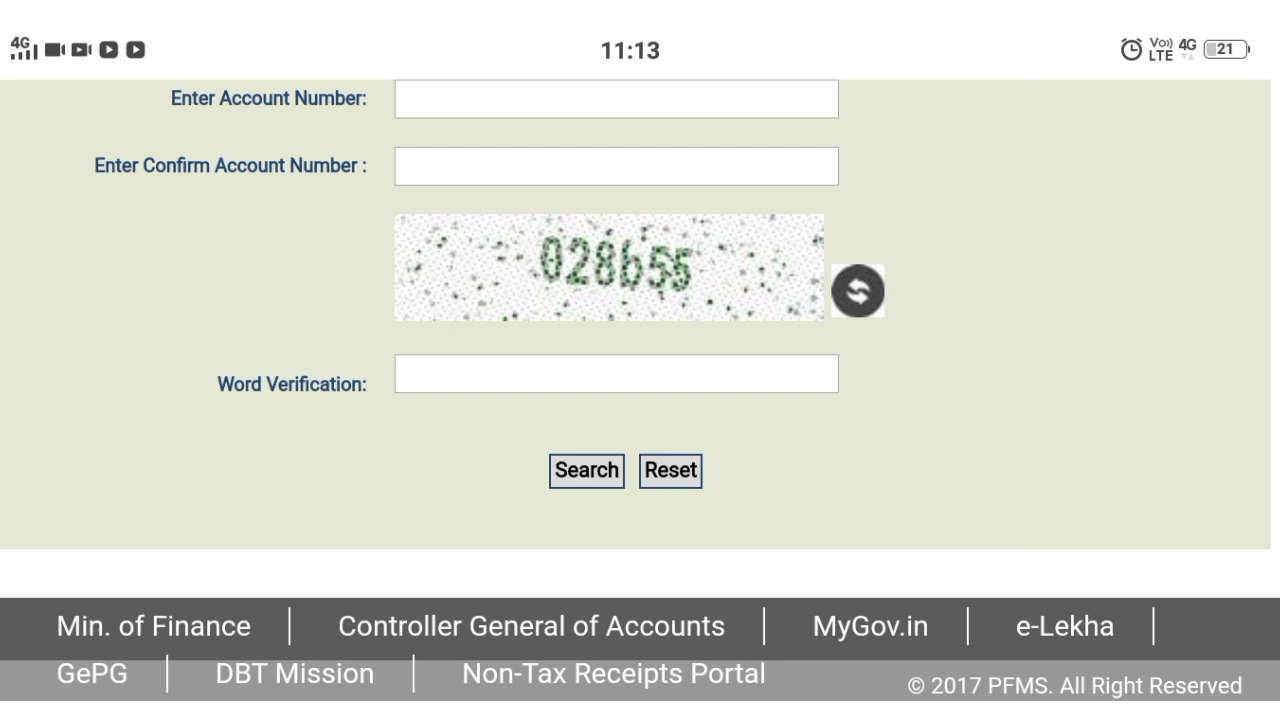 4G 11:13 Vo)) LTE 4G 21
Enter Account Number:
Enter Confirm Account Number :
028b55
Word Verification:
Search Reset
Min. of Finance | Controller General of Accounts | MyGov.in | e-Lekha |
GePG | DBT Mission | Non-Tax Receipts Portal
© 2017 PFMS. All Right Reserved